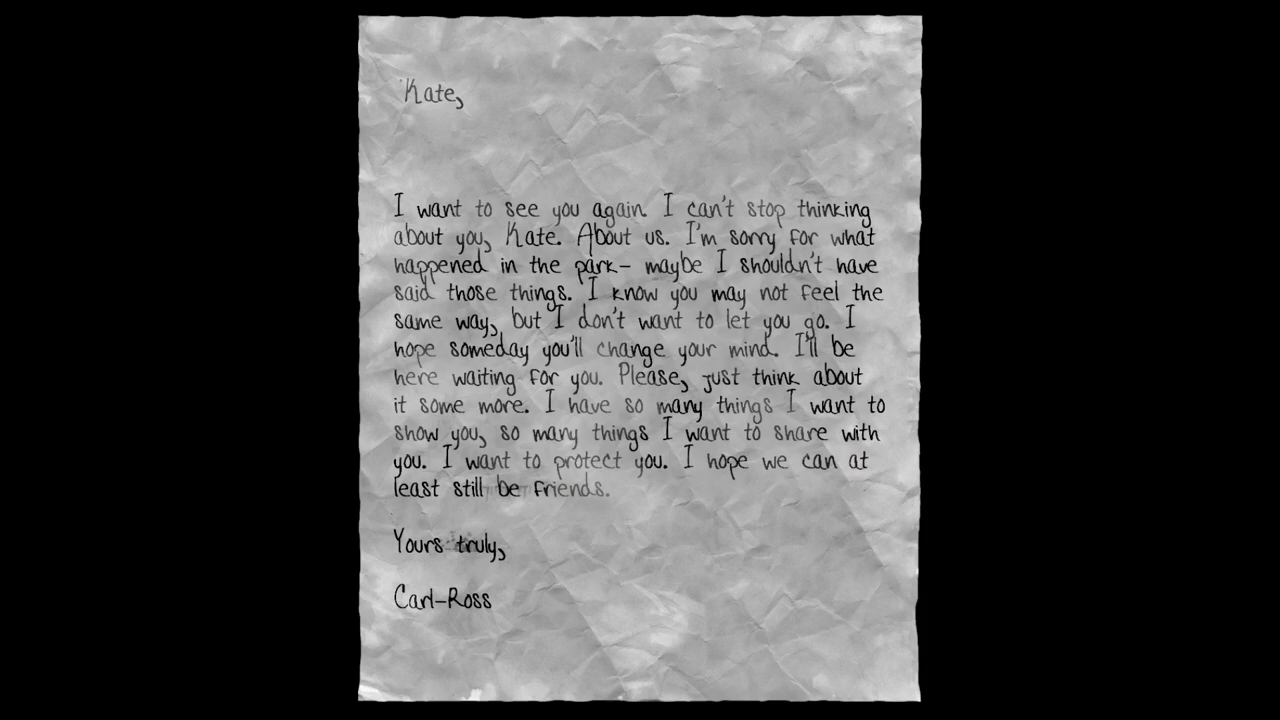 Kate,
I want to see you again. I can't stop thinking
about you, Kate. About us. I'm sorry for what
happened in the park- maybe I shouldn't have
said those things. I know you may not feel the
same way, but I don't want to let you go. I
hope someday you'll change your mind. I'll be
here waiting for you. Please, just think about
it some more. I have so many things I want to
show you, so many things I want to share with
you. I want to protect you. I hope we can at
least still be friends.
Yours truly,
Carl-Ross